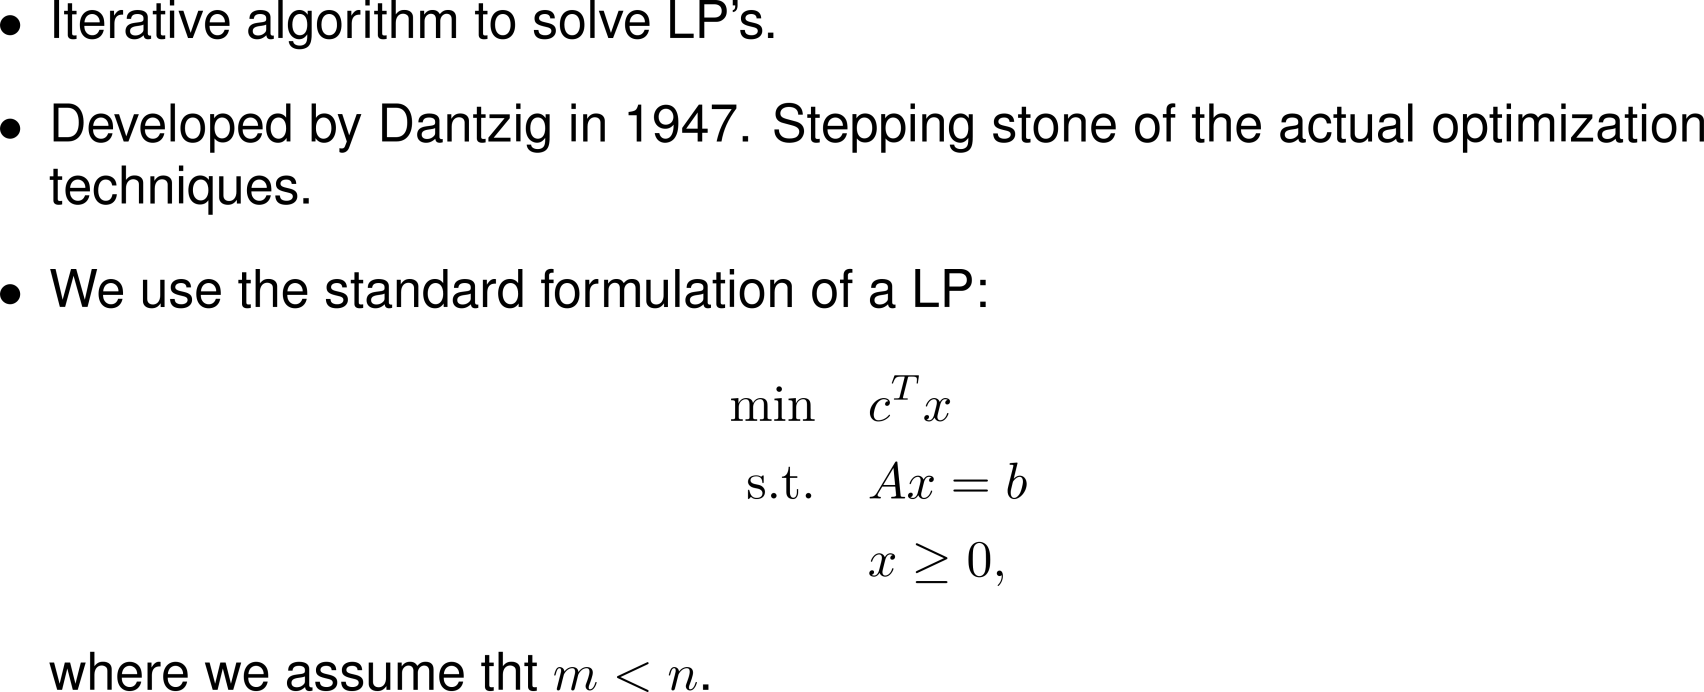 • Iterative algorithm to solve LP's.
• Developed by Dantzig in 1947. Stepping stone of the actual optimization
techniques.
• We use the standard formulation of a LP:
min c^T x
s.t. Ax = b
x ≥ 0,
where we assume tht m < n.